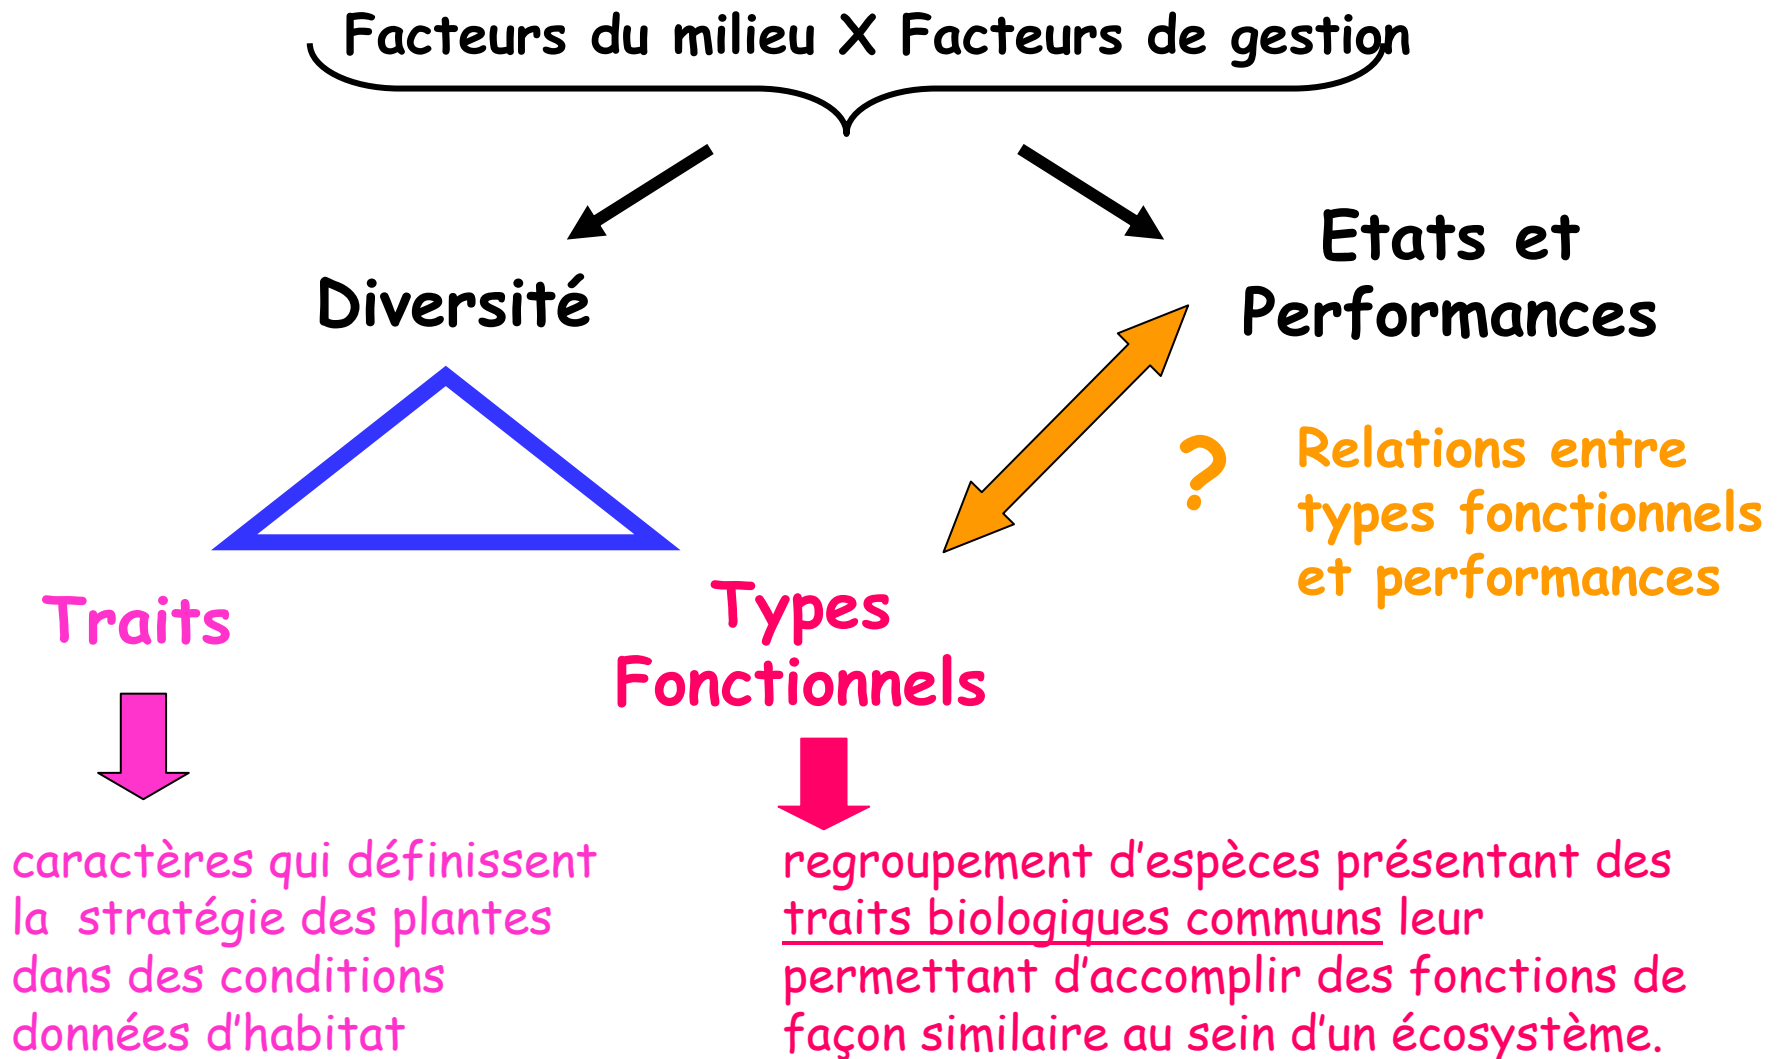 Facteurs du milieu X Facteurs de gestion
Diversité
Etats et
Performances
?
Relations entre
types fonctionnels
et performances
Traits
Types
Fonctionnels
caractères qui définissent
la stratégie des plantes
dans des conditions
données d’habitat
regroupement d’espèces présentant des
traits biologiques communs leur
permettant d’accomplir des fonctions de
façon similaire au sein d’un écosystème.